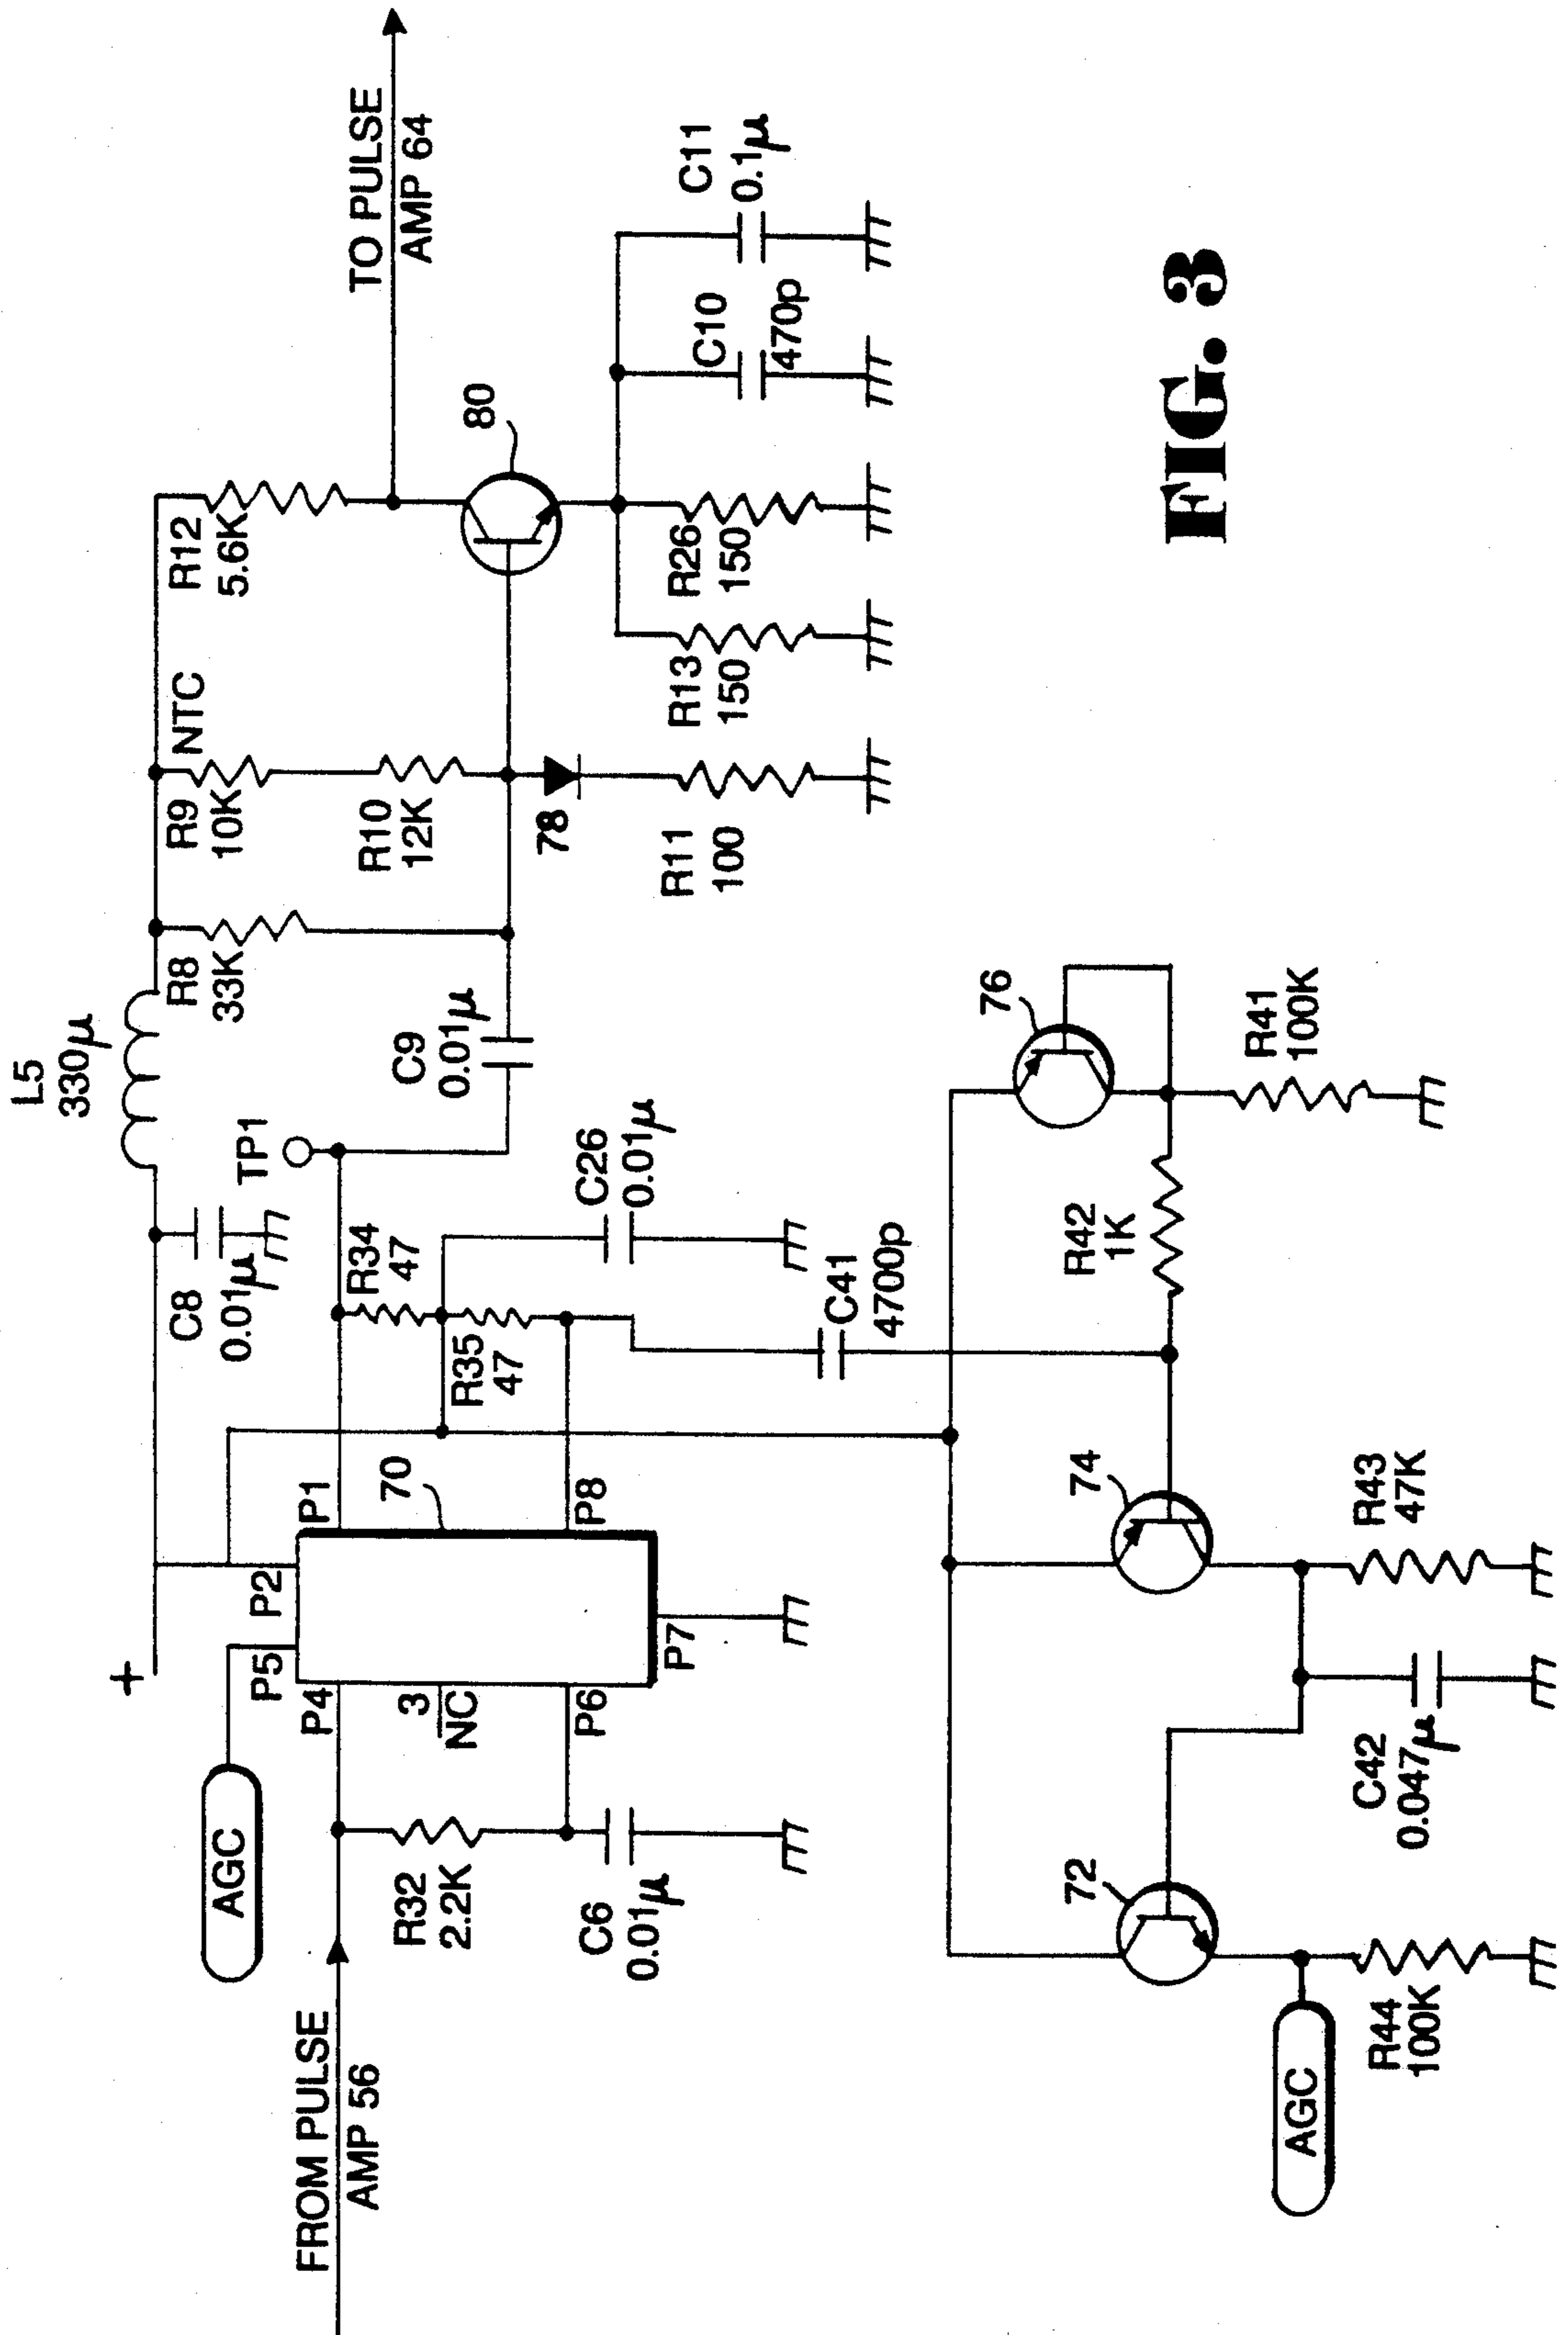 L5
330μ
TO PULSE
AMP 64
C8
0.01μ
TP1
R8
33K
R9
10K
NTC
R12
5.6K
R10
12K
80
AGC
P5
P2
P1
R34
47
C9
0.01μ
78
FROM PULSE
AMP 56
P4
3
NC
70
R35
47
C26
0.01μ
R11
100
R13
150
R26
150
C10
470p
C11
0.1μ
R32
2.2K
P6
P8
P7
C6
0.01μ
C41
4700p
72
74
76
R42
1K
R41
100K
AGC
R44
100K
C42
0.047μ
R43
47K
FIG. 3